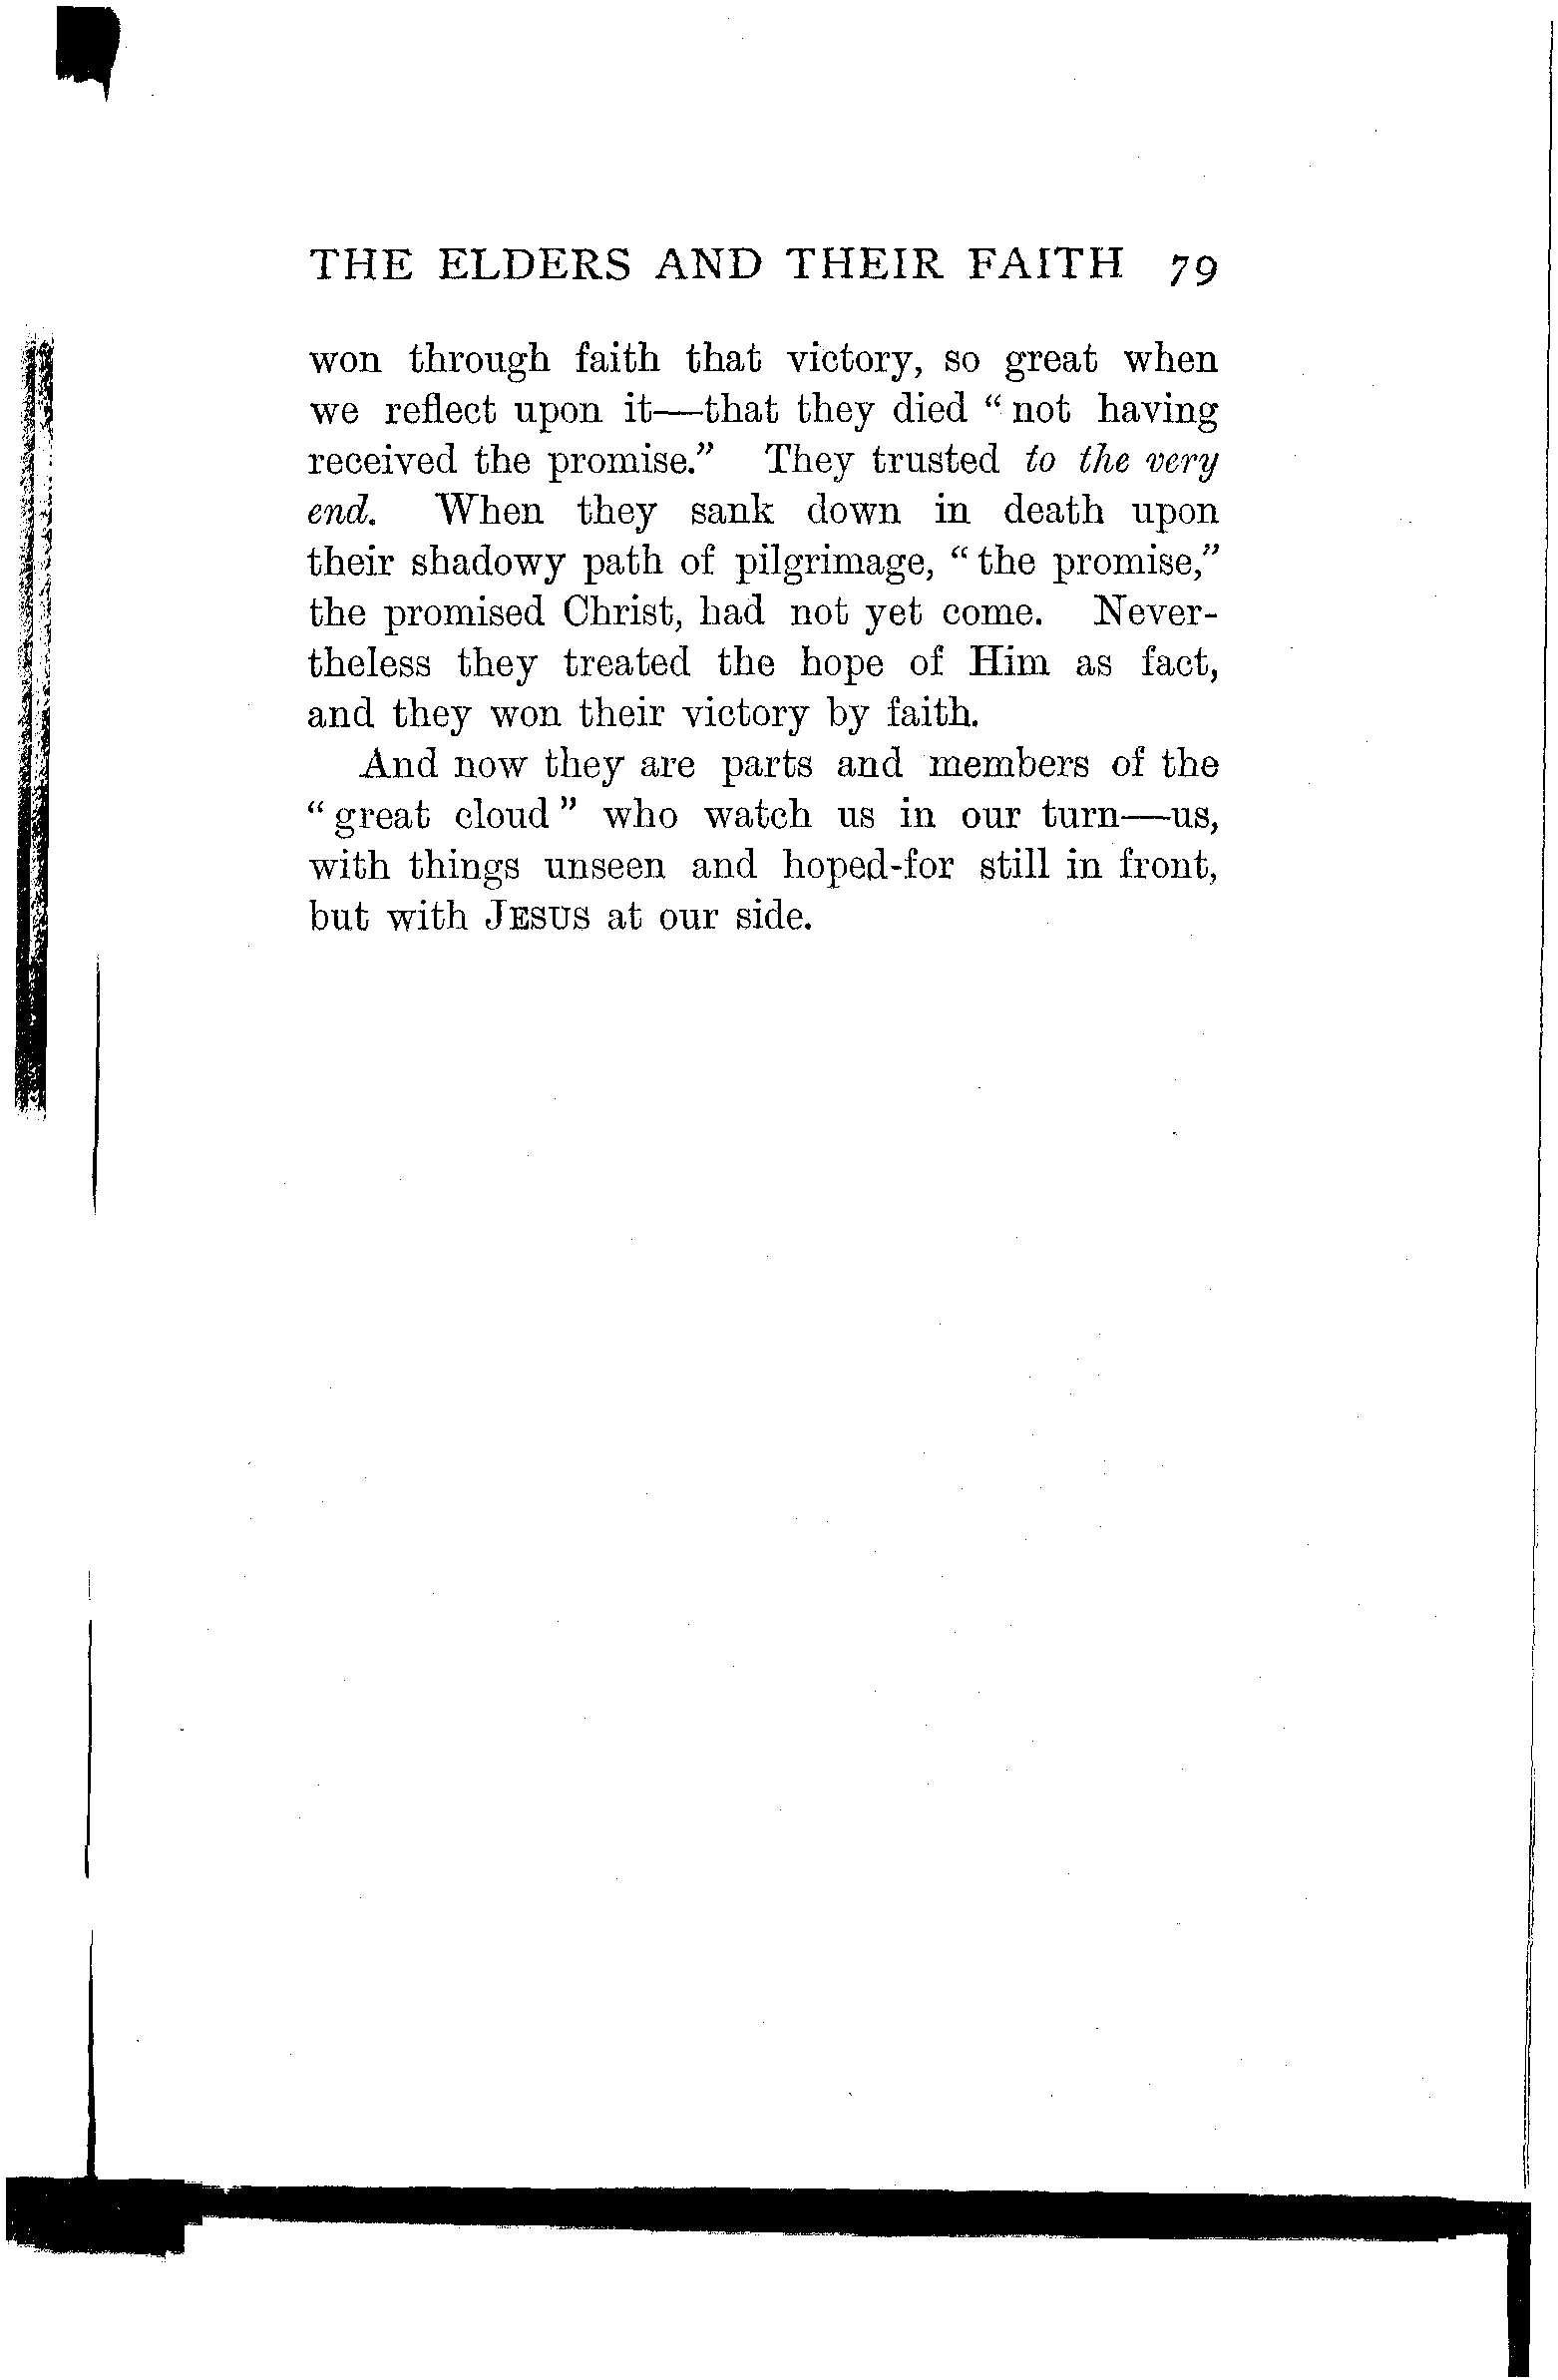 THE ELDERS AND THEIR FAITH 79
won through faith that victory, so great when
we reflect upon it—that they died “not having
received the promise.” They trusted to the very
end. When they sank down in death upon
their shadowy path of pilgrimage, “the promise,”
the promised Christ, had not yet come. Never-
theless they treated the hope of Him as fact,
and they won their victory by faith.
And now they are parts and members of the
“great cloud” who watch us in our turn—us,
with things unseen and hoped-for still in front,
but with JESUS at our side.